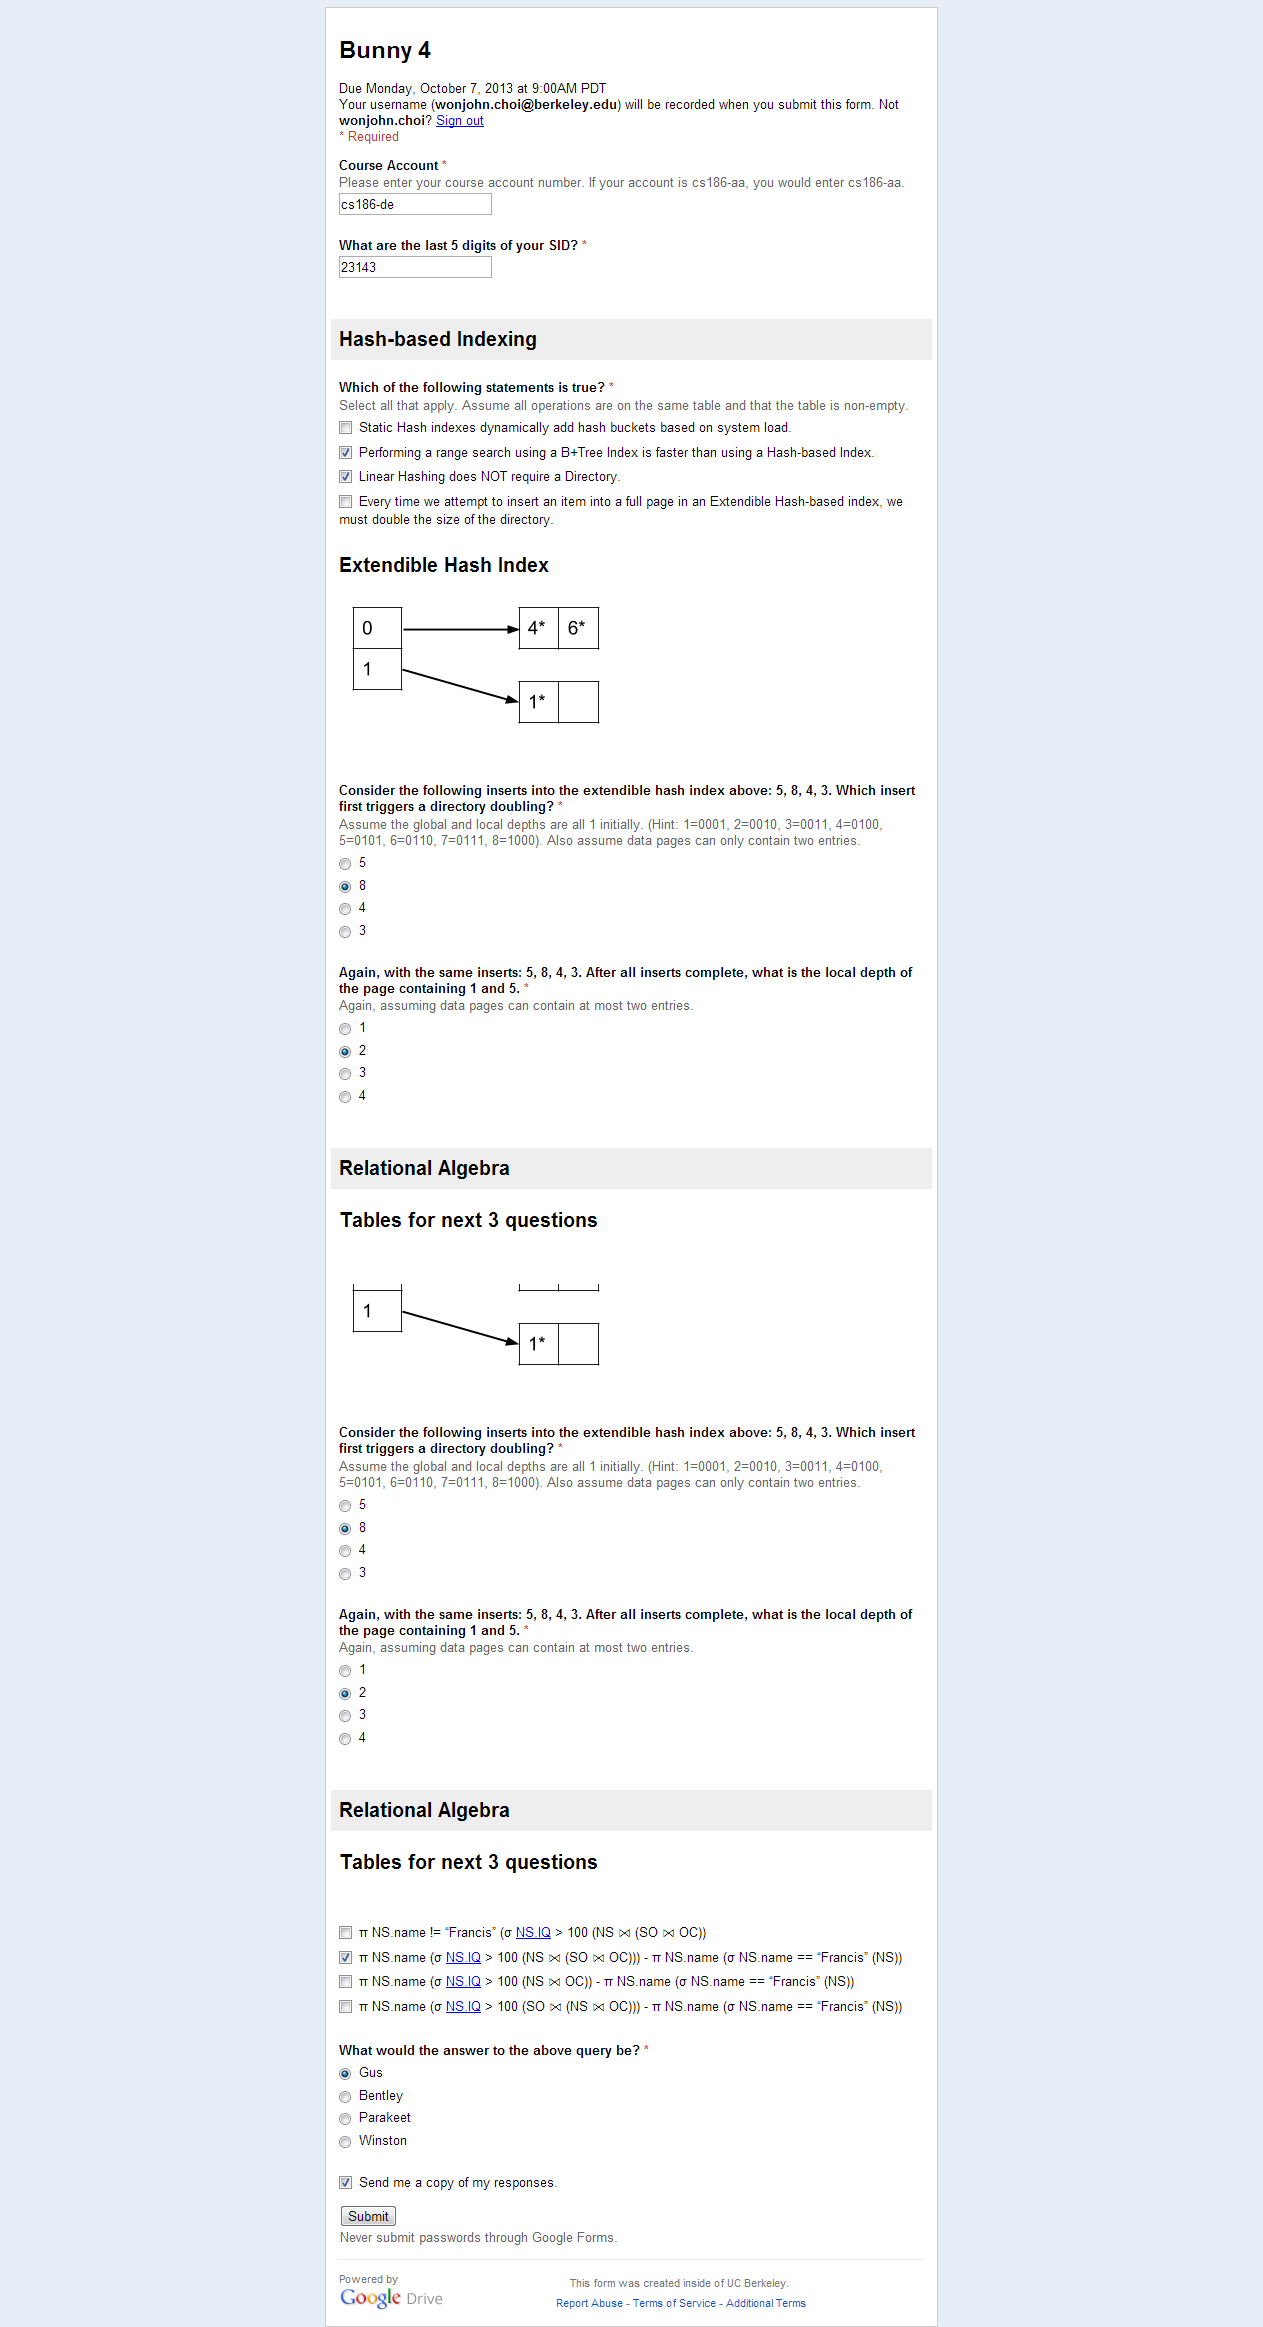 Bunny 4
Due Monday, October 7, 2013 at 9:00AM PDT
Your username (wonjohn.choi@berkeley.edu) will be recorded when you submit this form. Not
wonjohn.choi? Sign out
* Required
Course Account *
Please enter your course account number. If your account is cs186-aa, you would enter cs186-aa.
cs186-de
What are the last 5 digits of your SID? *
23143
Hash-based Indexing
Which of the following statements is true? *
Select all that apply. Assume all operations are on the same table and that the table is non-empty.
Static Hash indexes dynamically add hash buckets based on system load.
Performing a range search using a B+Tree Index is faster than using a Hash-based Index.
Linear Hashing does NOT require a Directory.
Every time we attempt to insert an item into a full page in an Extendible Hash-based index, we
must double the size of the directory.
Extendible Hash Index
0 4* 6*
1
1*
Consider the following inserts into the extendible hash index above: 5, 8, 4, 3. Which insert
first triggers a directory doubling? *
Assume the global and local depths are all 1 initially. (Hint: 1=0001, 2=0010, 3=0011, 4=0100,
5=0101, 6=0110, 7=0111, 8=1000). Also assume data pages can only contain two entries.
5
8
4
3
Again, with the same inserts: 5, 8, 4, 3. After all inserts complete, what is the local depth of
the page containing 1 and 5. *
Again, assuming data pages can contain at most two entries.
1
2
3
4
Relational Algebra
Tables for next 3 questions
1
1*
Consider the following inserts into the extendible hash index above: 5, 8, 4, 3. Which insert
first triggers a directory doubling? *
Assume the global and local depths are all 1 initially. (Hint: 1=0001, 2=0010, 3=0011, 4=0100,
5=0101, 6=0110, 7=0111, 8=1000). Also assume data pages can only contain two entries.
5
8
4
3
Again, with the same inserts: 5, 8, 4, 3. After all inserts complete, what is the local depth of
the page containing 1 and 5. *
Again, assuming data pages can contain at most two entries.
1
2
3
4
Relational Algebra
Tables for next 3 questions
π NS.name != “Francis” (σ NS.IQ > 100 (NS ⋈ (SO ⋈ OC))
π NS.name (σ NS.IQ > 100 (NS ⋈ (SO ⋈ OC))) - π NS.name (σ NS.name == “Francis” (NS))
π NS.name (σ NS.IQ > 100 (NS ⋈ OC)) - π NS.name (σ NS.name == “Francis” (NS))
π NS.name (σ NS.IQ > 100 (SO ⋈ (NS ⋈ OC))) - π NS.name (σ NS.name == “Francis” (NS))
What would the answer to the above query be? *
Gus
Bentley
Parakeet
Winston
Send me a copy of my responses.
Submit
Never submit passwords through Google Forms.
Powered by
Google Drive
This form was created inside of UC Berkeley.
Report Abuse - Terms of Service - Additional Terms